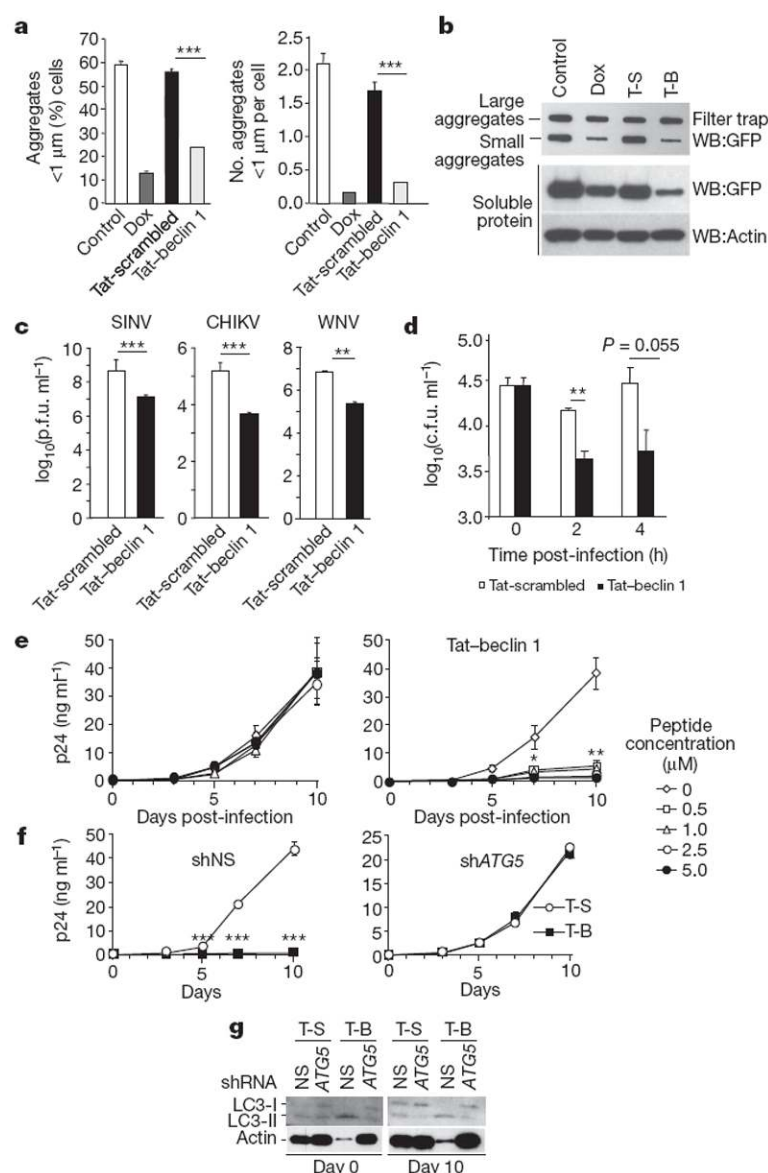 a
Aggregates
<1 μm (%) cells
70
60
50
40
30
20
10
0
***
Control
Dox
Tat-scrambled
Tat–beclin 1
No. aggregates
<1 μm per cell
2.5
2.0
1.5
1.0
0.5
0.0
***
Control
Dox
Tat-scrambled
Tat–beclin 1
b
Control
Dox
T-S
T-B
Large
aggregates
Small
aggregates
Filter trap
WB:GFP
Soluble
protein
WB:GFP
WB:Actin
c
SINV
CHIKV
WNV
log10(p.f.u. ml−1)
10
8
6
4
2
0
***
Tat-scrambled
Tat–beclin 1
6
4
2
0
***
Tat-scrambled
Tat–beclin 1
8
6
4
2
0
**
Tat-scrambled
Tat–beclin 1
d
log10(c.f.u. ml−1)
5.0
4.5
4.0
3.5
3.0
**
P = 0.055
0 2 4
Time post-infection (h)
Tat-scrambled Tat–beclin 1
e
p24 (ng ml−1)
50
40
30
20
10
0
0 5 10
Days post-infection
Tat–beclin 1
50
40
30
20
10
0
* **
0 5 10
Days post-infection
Peptide
concentration
(μM)
0
0.5
1.0
2.5
5.0
f
p24 (ng ml−1)
shNS
50
40
30
20
10
0
*** *** ***
0 5 10
Days
shATG5
25
20
15
10
5
0
T-S
T-B
0 5 10
Days
g
T-S T-B T-S T-B
shRNA NS ATG5 NS ATG5 NS ATG5 NS ATG5
LC3-I
LC3-II
Actin
Day 0 Day 10